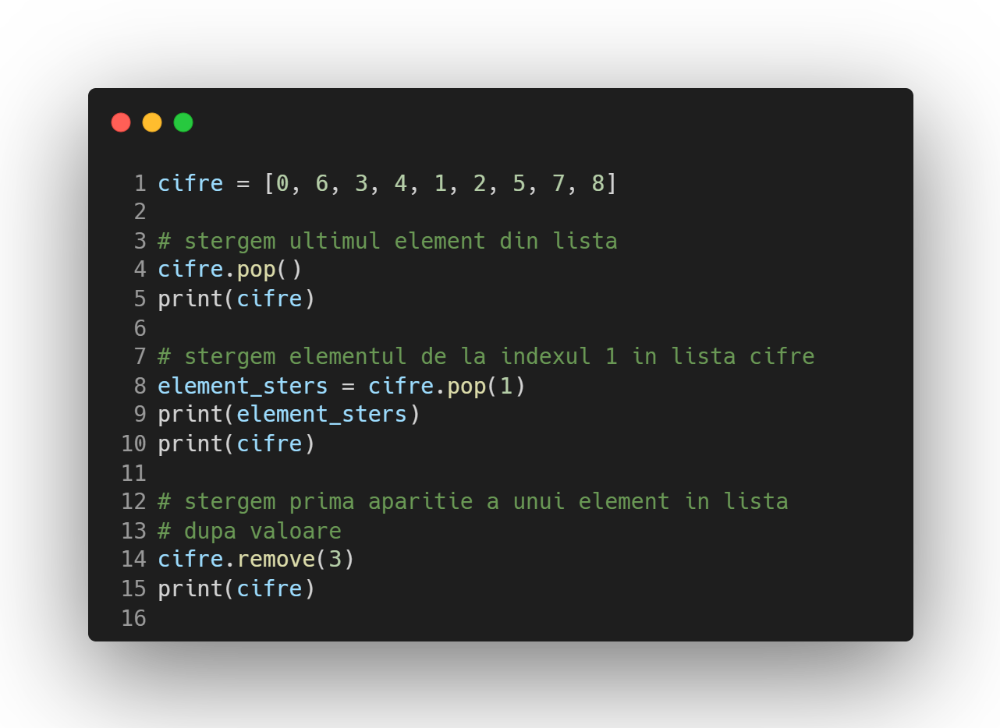 1 cifre = [0, 6, 3, 4, 1, 2, 5, 7, 8]
2
3 # stergem ultimul element din lista
4 cifre.pop()
5 print(cifre)
6
7 # stergem elementul de la indexul 1 in lista cifre
8 element_sters = cifre.pop(1)
9 print(element_sters)
10 print(cifre)
11
12 # stergem prima aparitie a unui element in lista
13 # dupa valoare
14 cifre.remove(3)
15 print(cifre)
16